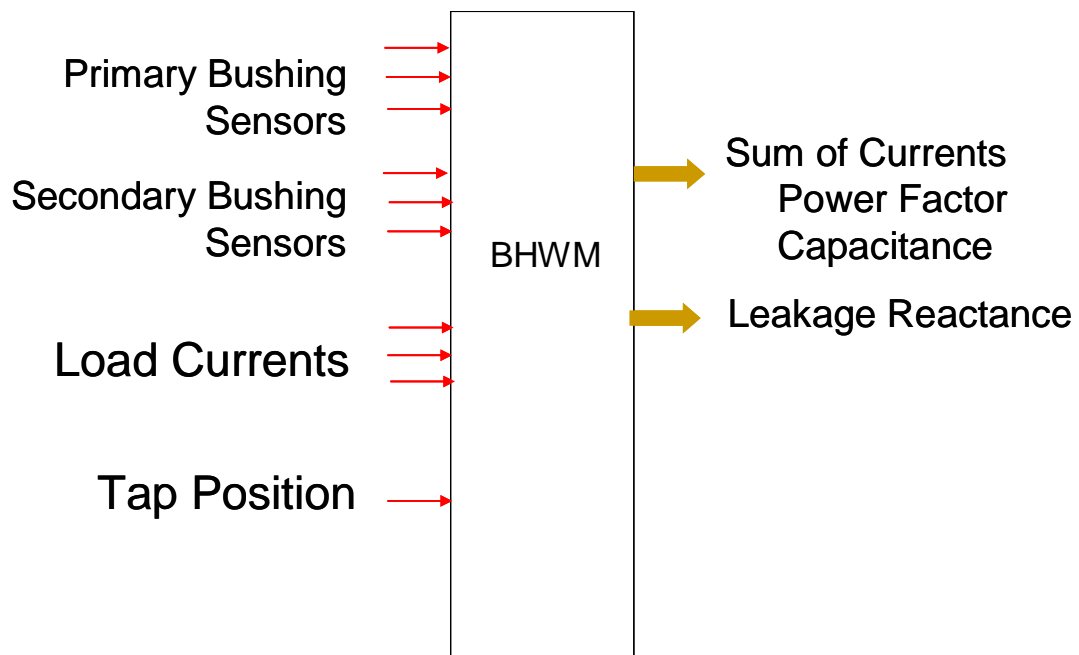 Primary Bushing
Sensors
Secondary Bushing
Sensors
Load Currents
Tap Position
BHWM
Sum of Currents
Power Factor
Capacitance
Leakage Reactance